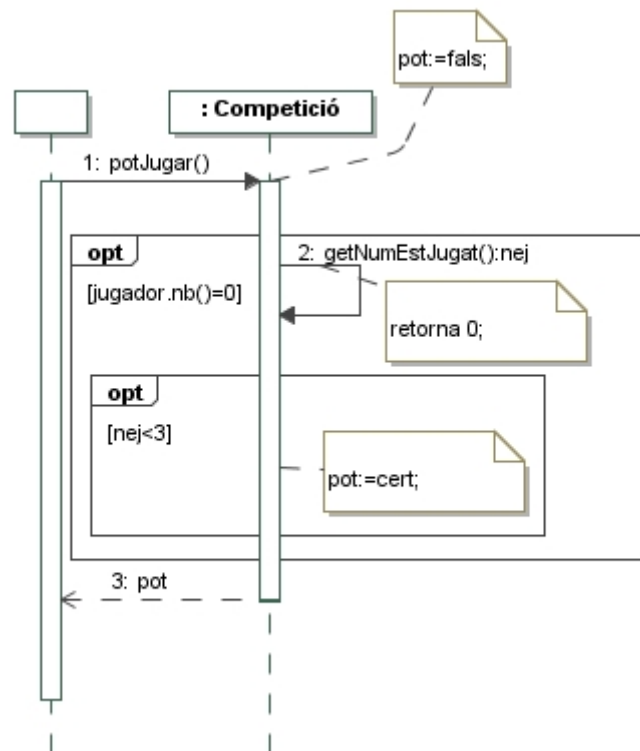 pot:=fals;
: Competició
1: potJugar()
opt
2: getNumEstJugat():nej
[jugador.nb()=0]
retorna 0;
opt
[nej<3]
pot:=cert;
3: pot